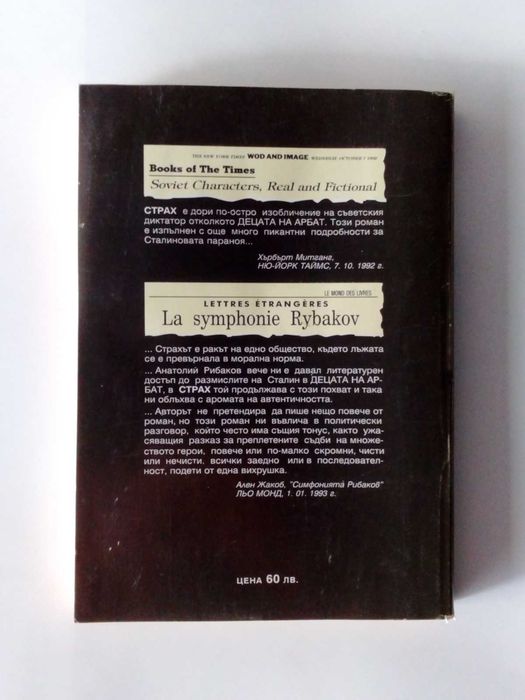 THE NEW YORK TIMES WOD AND IMAGE WEDNESDAY OCTOBER 7 1992
Books of The Times
Soviet Characters, Real and Fictional
СТРАХ е дори по-остро изобличение на съветския
диктатор отколкото ДЕЦАТА НА АРБАТ. Този роман
е изпълнен с още много пикантни подробности за
Сталиновата параноя...
Хърбърт Митганг,
НЮ-ЙОРК ТАЙМС, 7. 10. 1992 г.
LE MOND DES LIVRES
LETTRES ÉTRANGÈRES
La symphonie Rybakov
... Страхът е ракът на едно общество, където лъжата
се е превърнала в морална норма.
... Анатолий Рибаков вече ни е давал литературен
достъп до размислите на Сталин в ДЕЦАТА НА АР-
БАТ, в СТРАХ той продължава с този похват и така
ни облъхва с аромата на автентичността.
... Авторът не претендира да пише нещо повече от
роман, но този роман ни въвлича в политически
разговор, който често има същия тонус, както ужа-
сяващия разказ за преплетените съдби на множе-
ството герои, повече или по-малко скромни, чисти
или нечисти. всички заедно или в последовател-
ност, подети от една вихрушка.
Ален Жакоб, "Симфонията Рибаков"
ЛЬО МОНД, 1. 01. 1993 г.
ЦЕНА 60 ЛВ.